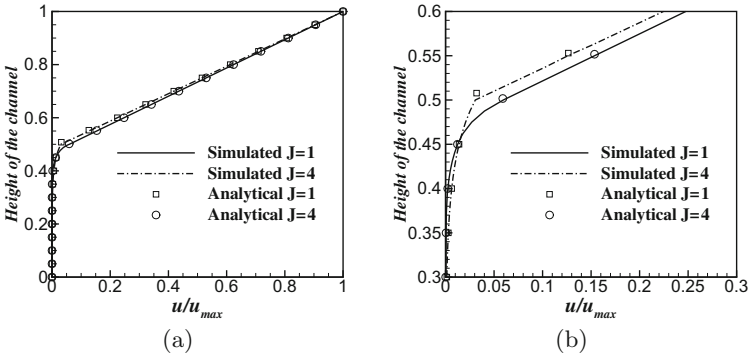 Height of the channel
1
0.8
0.6
0.4
0.2
0
0
0.2
0.4
0.6
0.8
1
u/u_max
Simulated J=1
Simulated J=4
Analytical J=1
Analytical J=4
(a)
Height of the channel
0.6
0.55
0.5
0.45
0.4
0.35
0.3
0
0.05
0.1
0.15
0.2
0.25
0.3
u/u_max
Simulated J=1
Simulated J=4
Analytical J=1
Analytical J=4
(b)